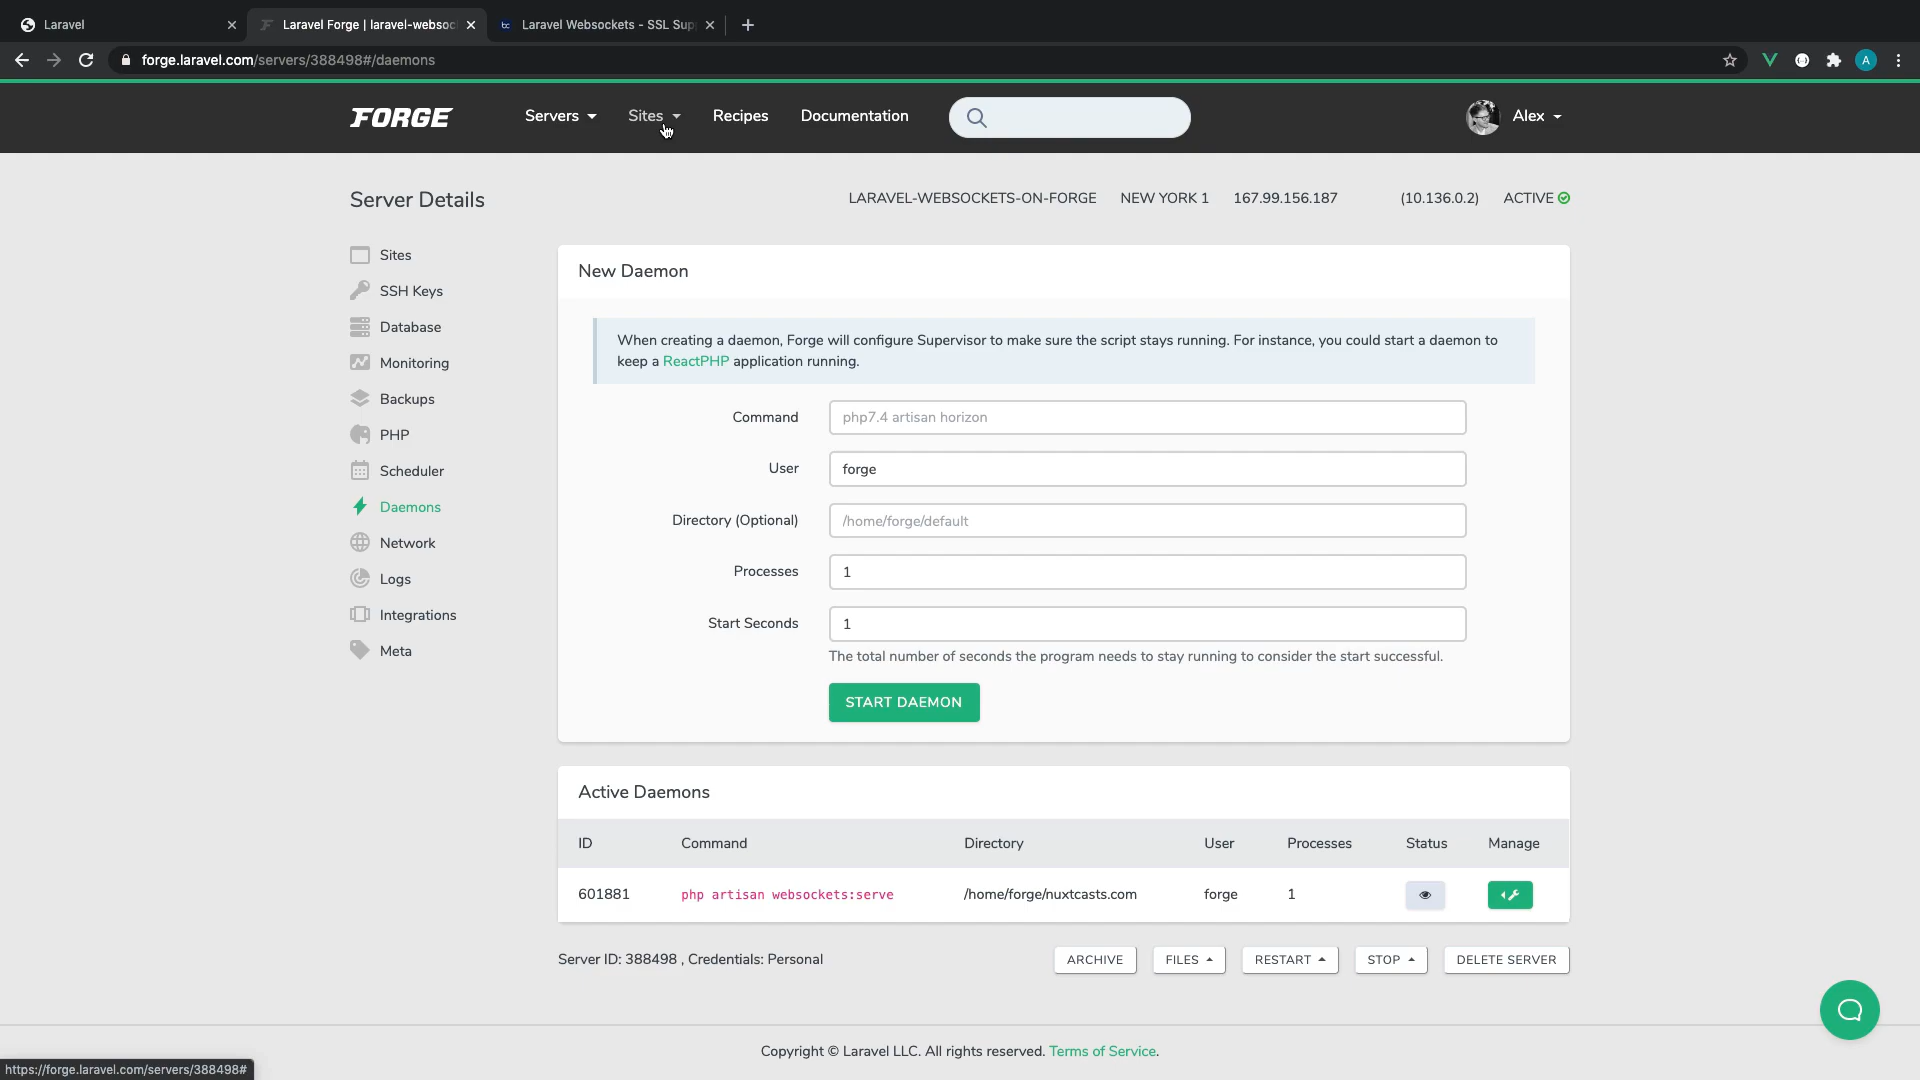 Laravel
Laravel Forge | laravel-websoc
Laravel Websockets - SSL Sup
forge.laravel.com/servers/388498#/daemons
A
FORGE
Servers
Sites
Recipes
Documentation
Alex
Server Details
LARAVEL-WEBSOCKETS-ON-FORGE
NEW YORK 1
167.99.156.187
(10.136.0.2)
ACTIVE
Sites
SSH Keys
Database
Monitoring
Backups
PHP
Scheduler
Daemons
Network
Logs
Integrations
Meta
New Daemon
When creating a daemon, Forge will configure Supervisor to make sure the script stays running. For instance, you could start a daemon to
keep a ReactPHP application running.
Command
php7.4 artisan horizon
User
forge
Directory (Optional)
/home/forge/default
Processes
1
Start Seconds
1
The total number of seconds the program needs to stay running to consider the start successful.
START DAEMON
Active Daemons
ID Command Directory User Processes Status Manage
601881 php artisan websockets:serve /home/forge/nuxtcasts.com forge 1
Server ID: 388498 , Credentials: Personal
ARCHIVE
FILES
RESTART
STOP
DELETE SERVER
Copyright © Laravel LLC. All rights reserved. Terms of Service.
https://forge.laravel.com/servers/388498#